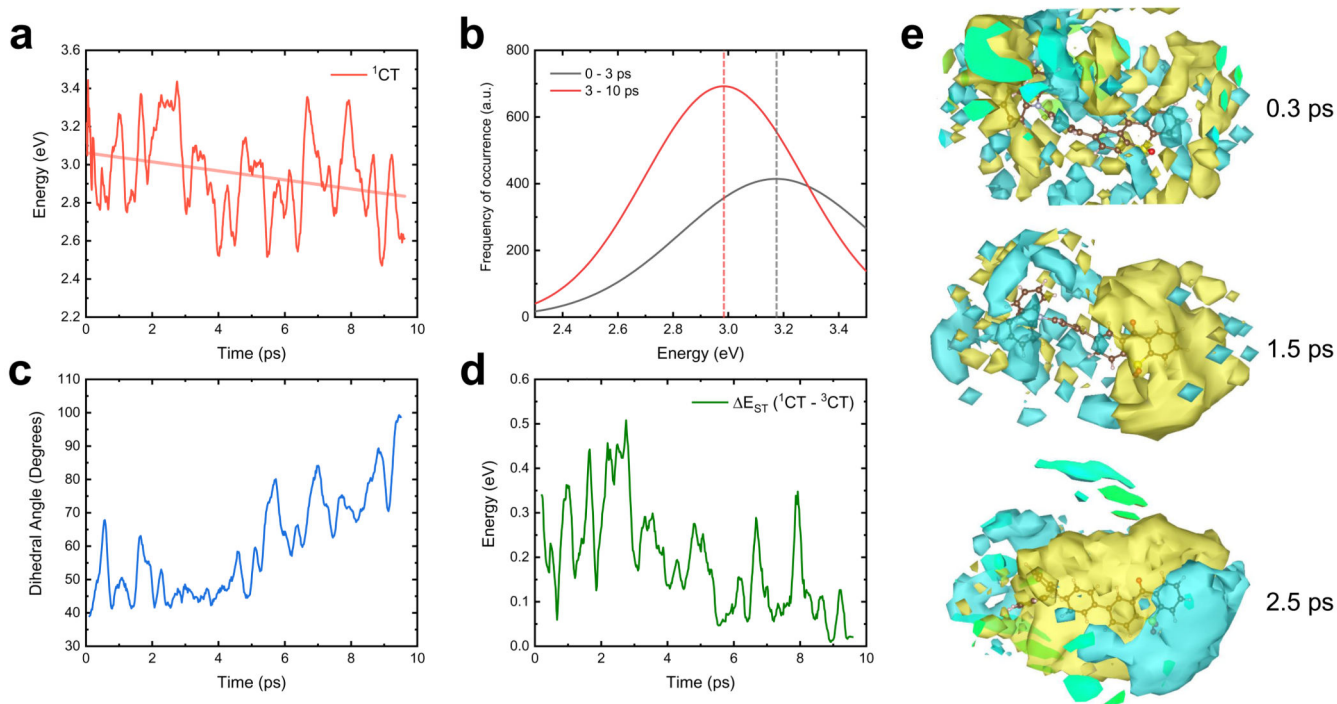 a
3.6
3.4
3.2
3.0
2.8
2.6
2.4
2.2
Energy (eV)
¹CT
0 2 4 6 8 10
Time (ps)
b
800
600
400
200
0
Frequency of occurrence (a.u.)
0 - 3 ps
3 - 10 ps
2.4 2.6 2.8 3.0 3.2 3.4
Energy (eV)
c
110
100
90
80
70
60
50
40
30
Dihedral Angle (Degrees)
0 2 4 6 8 10
Time (ps)
d
0.6
0.5
0.4
0.3
0.2
0.1
0.0
Energy (eV)
ΔE_ST (¹CT - ³CT)
0 2 4 6 8 10
Time (ps)
e
0.3 ps
1.5 ps
2.5 ps